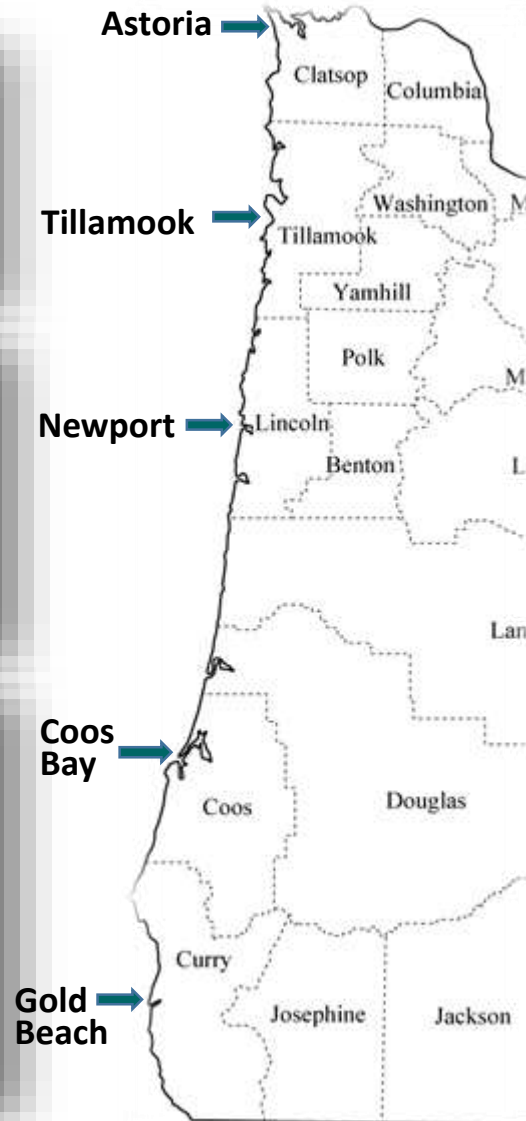 Astoria
Clatsop
Columbia
Tillamook
Washington
M
Tillamook
Yamhill
Polk
M
Newport
Lincoln
Benton
L
Lan
Coos
Bay
Coos
Douglas
Curry
Gold
Beach
Josephine
Jackson